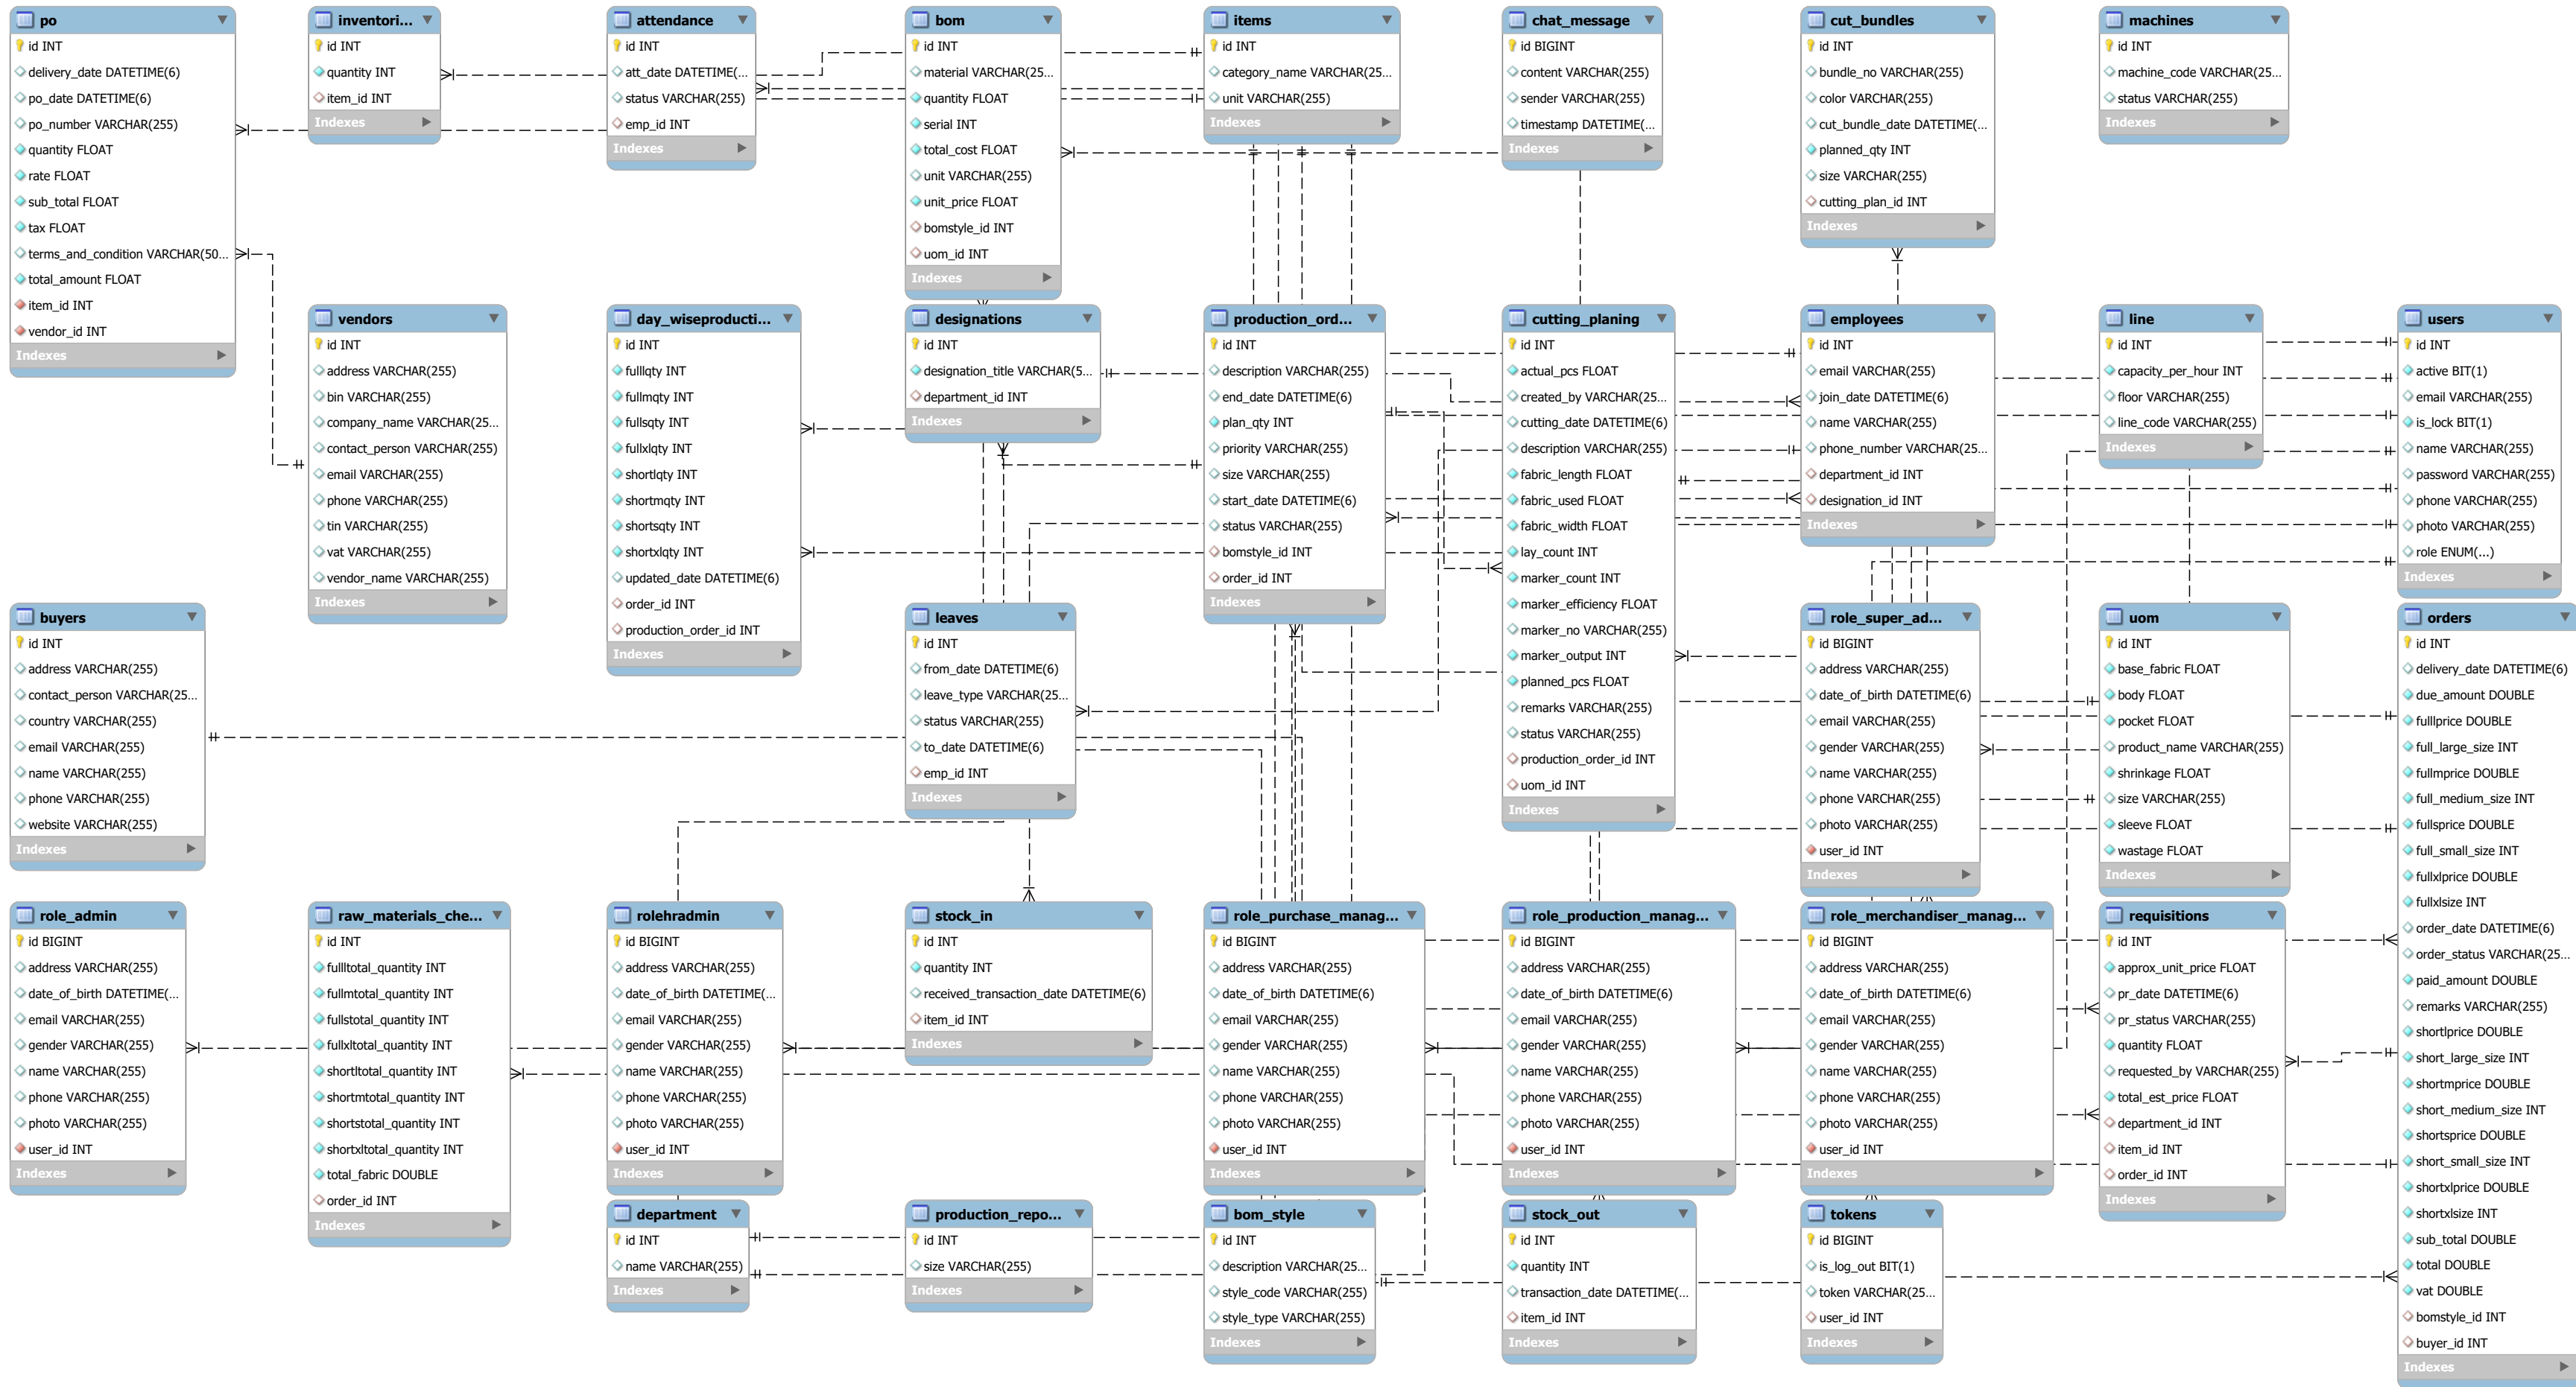 po
id INT
delivery_date DATETIME(6)
po_date DATETIME(6)
po_number VARCHAR(255)
quantity FLOAT
rate FLOAT
sub_total FLOAT
tax FLOAT
terms_and_condition VARCHAR(50...
total_amount FLOAT
item_id INT
vendor_id INT
Indexes
inventori...
id INT
quantity INT
item_id INT
Indexes
attendance
id INT
att_date DATETIME(...
status VARCHAR(255)
emp_id INT
Indexes
bom
id INT
material VARCHAR(25...
quantity FLOAT
serial INT
total_cost FLOAT
unit VARCHAR(255)
unit_price FLOAT
bomstyle_id INT
uom_id INT
Indexes
items
id INT
category_name VARCHAR(25...
unit VARCHAR(255)
Indexes
chat_message
id BIGINT
content VARCHAR(255)
sender VARCHAR(255)
timestamp DATETIME(...
Indexes
cut_bundles
id INT
bundle_no VARCHAR(255)
color VARCHAR(255)
cut_bundle_date DATETIME(...
planned_qty INT
size VARCHAR(255)
cutting_plan_id INT
Indexes
machines
id INT
machine_code VARCHAR(25...
status VARCHAR(255)
Indexes
vendors
id INT
address VARCHAR(255)
bin VARCHAR(255)
company_name VARCHAR(25...
contact_person VARCHAR(255)
email VARCHAR(255)
phone VARCHAR(255)
tin VARCHAR(255)
vat VARCHAR(255)
vendor_name VARCHAR(255)
Indexes
day_wiseproducti...
id INT
fulllqty INT
fullmqty INT
fullsqty INT
fullxlqty INT
shortlqty INT
shortmqty INT
shortsqty INT
shortxlqty INT
updated_date DATETIME(6)
order_id INT
production_order_id INT
Indexes
designations
id INT
designation_title VARCHAR(5...
department_id INT
Indexes
production_ord...
id INT
description VARCHAR(255)
end_date DATETIME(6)
plan_qty INT
priority VARCHAR(255)
size VARCHAR(255)
start_date DATETIME(6)
status VARCHAR(255)
bomstyle_id INT
order_id INT
Indexes
cutting_planing
id INT
actual_pcs FLOAT
created_by VARCHAR(25...
cutting_date DATETIME(6)
description VARCHAR(255)
fabric_length FLOAT
fabric_used FLOAT
fabric_width FLOAT
lay_count INT
marker_count INT
marker_efficiency FLOAT
marker_no VARCHAR(255)
marker_output INT
planned_pcs FLOAT
remarks VARCHAR(255)
status VARCHAR(255)
production_order_id INT
uom_id INT
Indexes
employees
id INT
email VARCHAR(255)
join_date DATETIME(6)
name VARCHAR(255)
phone_number VARCHAR(25...
department_id INT
designation_id INT
Indexes
line
id INT
capacity_per_hour INT
floor VARCHAR(255)
line_code VARCHAR(255)
Indexes
users
id INT
active BIT(1)
email VARCHAR(255)
is_lock BIT(1)
name VARCHAR(255)
password VARCHAR(255)
phone VARCHAR(255)
photo VARCHAR(255)
role ENUM(...)
Indexes
buyers
id INT
address VARCHAR(255)
contact_person VARCHAR(25...
country VARCHAR(255)
email VARCHAR(255)
name VARCHAR(255)
phone VARCHAR(255)
website VARCHAR(255)
Indexes
leaves
id INT
from_date DATETIME(6)
leave_type VARCHAR(25...
status VARCHAR(255)
to_date DATETIME(6)
emp_id INT
Indexes
role_super_ad...
id BIGINT
address VARCHAR(255)
date_of_birth DATETIME(6)
email VARCHAR(255)
gender VARCHAR(255)
name VARCHAR(255)
phone VARCHAR(255)
photo VARCHAR(255)
user_id INT
Indexes
uom
id INT
base_fabric FLOAT
body FLOAT
pocket FLOAT
product_name VARCHAR(255)
shrinkage FLOAT
size VARCHAR(255)
sleeve FLOAT
wastage FLOAT
Indexes
orders
id INT
delivery_date DATETIME(6)
due_amount DOUBLE
fulllprice DOUBLE
full_large_size INT
fullmprice DOUBLE
full_medium_size INT
fullsprice DOUBLE
full_small_size INT
fullxlprice DOUBLE
fullxlsize INT
order_date DATETIME(6)
order_status VARCHAR(25...
paid_amount DOUBLE
remarks VARCHAR(255)
shortlprice DOUBLE
short_large_size INT
shortmprice DOUBLE
short_medium_size INT
shortsprice DOUBLE
short_small_size INT
shortxlprice DOUBLE
shortxlsize INT
sub_total DOUBLE
total DOUBLE
vat DOUBLE
bomstyle_id INT
buyer_id INT
Indexes
role_admin
id BIGINT
address VARCHAR(255)
date_of_birth DATETIME(...
email VARCHAR(255)
gender VARCHAR(255)
name VARCHAR(255)
phone VARCHAR(255)
photo VARCHAR(255)
user_id INT
Indexes
raw_materials_che...
id INT
fullltotal_quantity INT
fullmtotal_quantity INT
fullstotal_quantity INT
fullxltotal_quantity INT
shortltotal_quantity INT
shortmtotal_quantity INT
shortstotal_quantity INT
shortxltotal_quantity INT
total_fabric DOUBLE
order_id INT
Indexes
rolehradmin
id BIGINT
address VARCHAR(255)
date_of_birth DATETIME(...
email VARCHAR(255)
gender VARCHAR(255)
name VARCHAR(255)
phone VARCHAR(255)
photo VARCHAR(255)
user_id INT
Indexes
stock_in
id INT
quantity INT
received_transaction_date DATETIME(6)
item_id INT
Indexes
role_purchase_manag...
id BIGINT
address VARCHAR(255)
date_of_birth DATETIME(6)
email VARCHAR(255)
gender VARCHAR(255)
name VARCHAR(255)
phone VARCHAR(255)
photo VARCHAR(255)
user_id INT
Indexes
role_production_manag...
id BIGINT
address VARCHAR(255)
date_of_birth DATETIME(6)
email VARCHAR(255)
gender VARCHAR(255)
name VARCHAR(255)
phone VARCHAR(255)
photo VARCHAR(255)
user_id INT
Indexes
role_merchandiser_manag...
id BIGINT
address VARCHAR(255)
date_of_birth DATETIME(6)
email VARCHAR(255)
gender VARCHAR(255)
name VARCHAR(255)
phone VARCHAR(255)
photo VARCHAR(255)
user_id INT
Indexes
requisitions
id INT
approx_unit_price FLOAT
pr_date DATETIME(6)
pr_status VARCHAR(255)
quantity FLOAT
requested_by VARCHAR(255)
total_est_price FLOAT
department_id INT
item_id INT
order_id INT
Indexes
department
id INT
name VARCHAR(255)
Indexes
production_repo...
id INT
size VARCHAR(255)
Indexes
bom_style
id INT
description VARCHAR(25...
style_code VARCHAR(255)
style_type VARCHAR(255)
Indexes
stock_out
id INT
quantity INT
transaction_date DATETIME(...
item_id INT
Indexes
tokens
id BIGINT
is_log_out BIT(1)
token VARCHAR(25...
user_id INT
Indexes